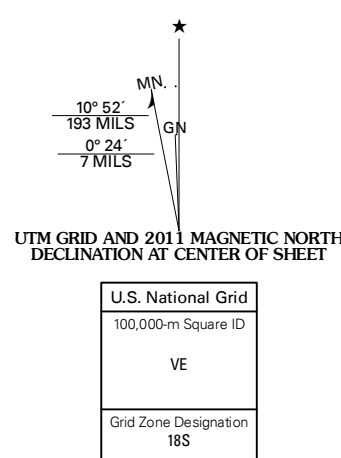 ★
MN
10° 52´
193 MILS
GN
0° 24´
7 MILS
UTM GRID AND 2011 MAGNETIC NORTH
DECLINATION AT CENTER OF SHEET
U.S. National Grid
100,000-m Square ID
VE
Grid Zone Designation
18S